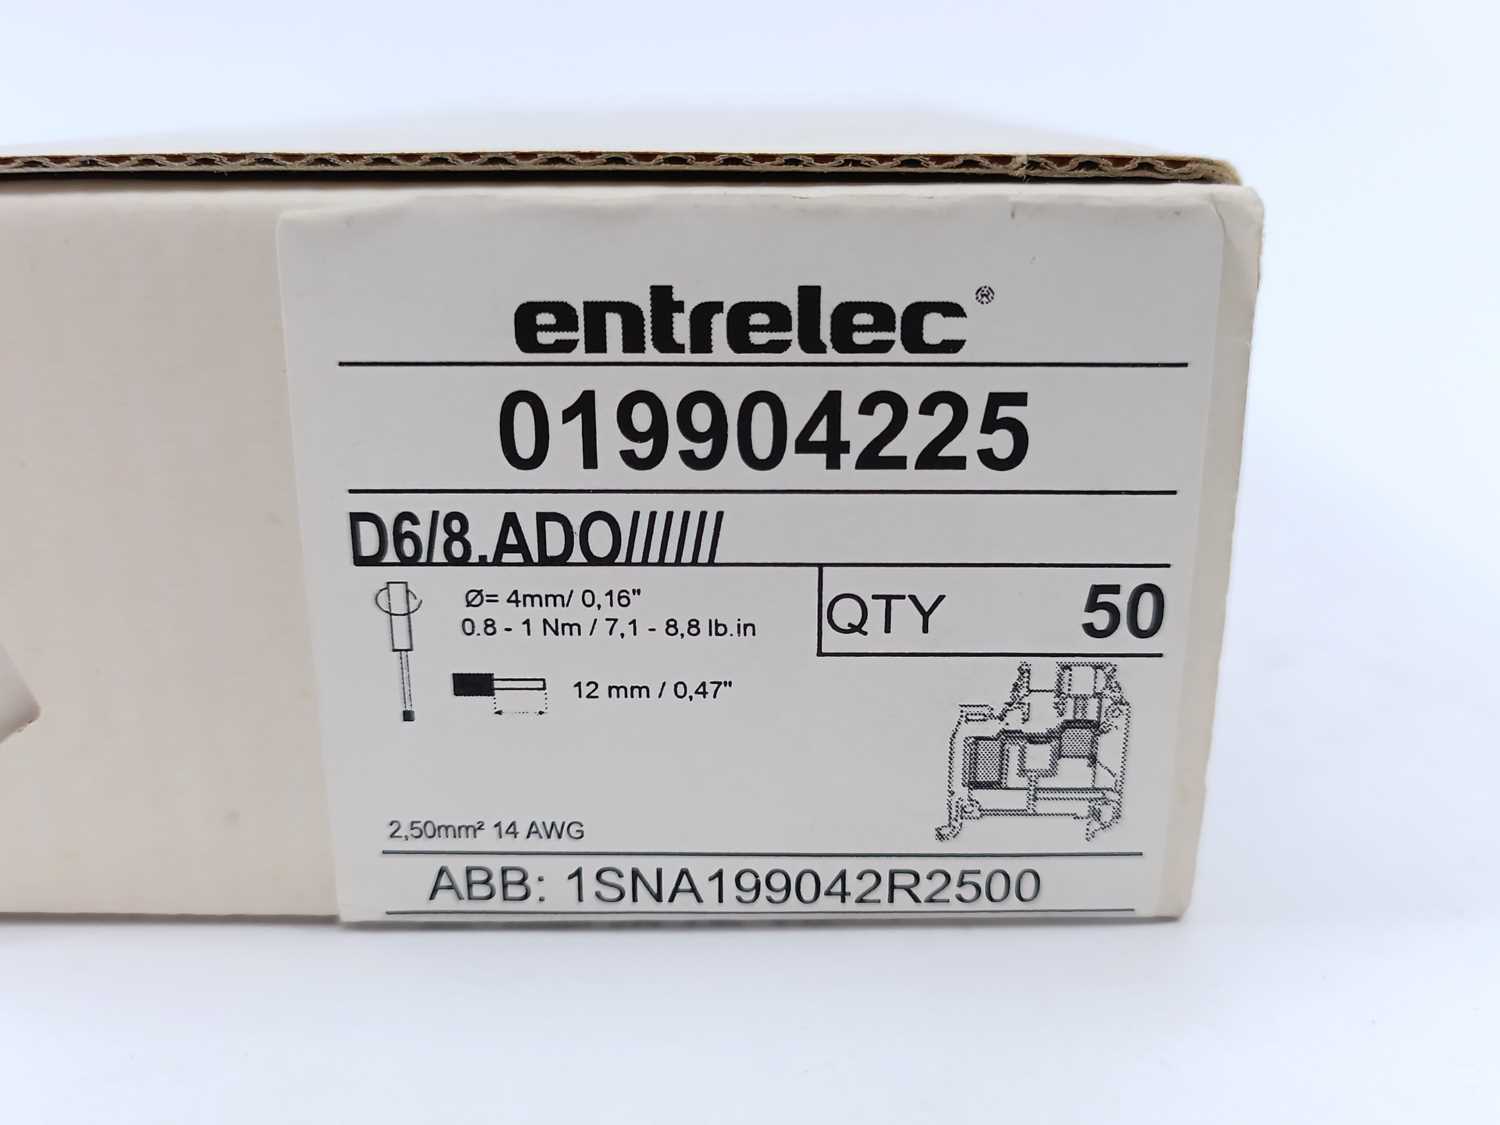 entrelec®
019904225
D6/8.ADO///////
Ø= 4mm/ 0,16"
0.8 - 1 Nm / 7,1 - 8,8 lb.in
QTY 50
12 mm / 0,47"
2,50mm² 14 AWG
ABB: 1SNA199042R2500